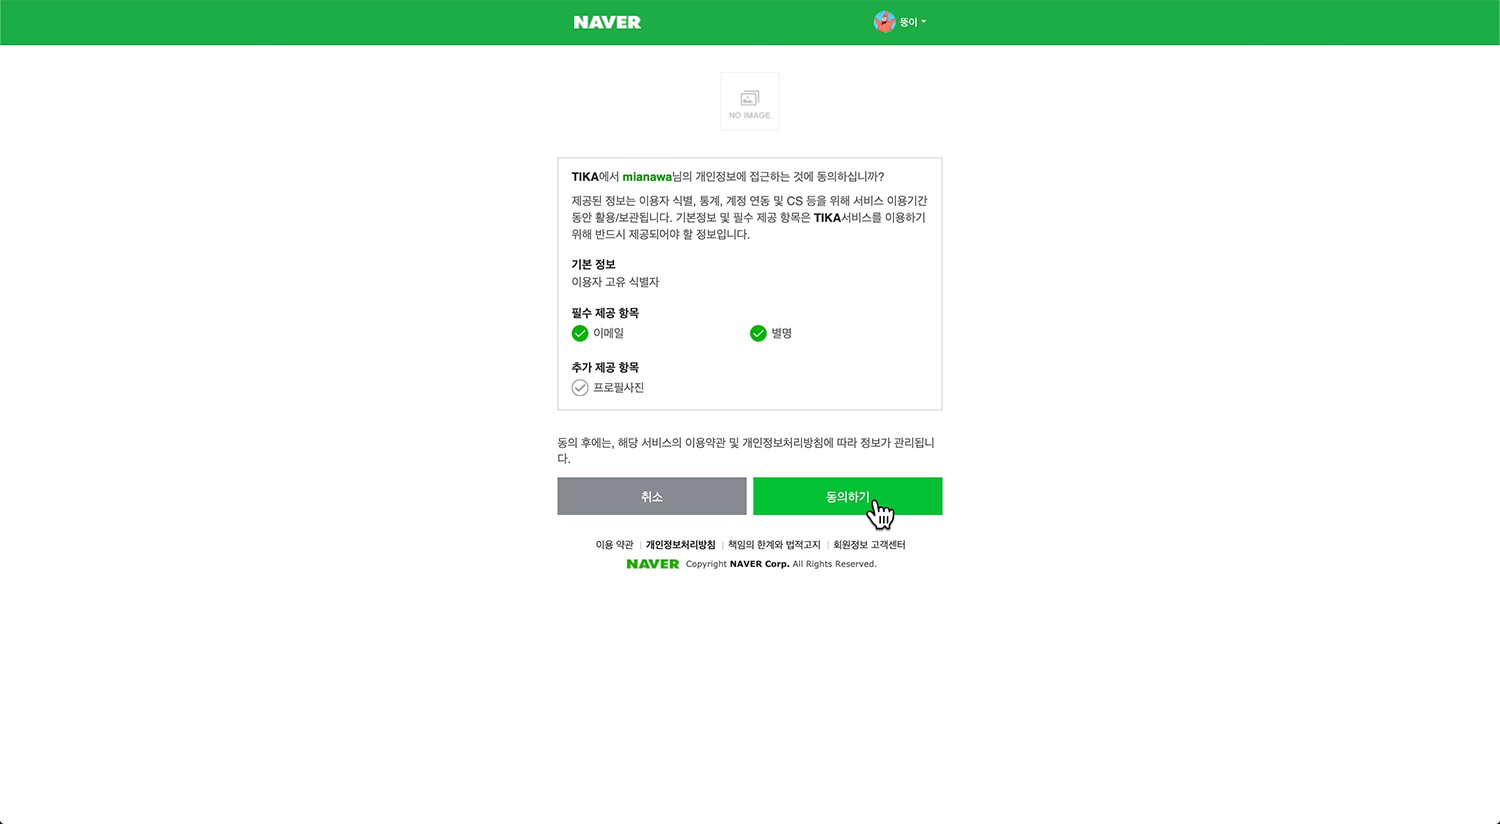 NAVER
뚱이
NO IMAGE
TIKA에서 mianawa님의 개인정보에 접근하는 것에 동의하십니까?
제공된 정보는 이용자 식별, 통계, 계정 연동 및 CS 등을 위해 서비스 이용기간
동안 활용/보관됩니다. 기본정보 및 필수 제공 항목은 TIKA서비스를 이용하기
위해 반드시 제공되어야 할 정보입니다.
기본 정보
이용자 고유 식별자
필수 제공 항목
이메일 별명
추가 제공 항목
프로필사진
동의 후에는, 해당 서비스의 이용약관 및 개인정보처리방침에 따라 정보가 관리됩니
다.
취소 동의하기
이용 약관 개인정보처리방침 책임의 한계와 법적고지 회원정보 고객센터
NAVER Copyright NAVER Corp. All Rights Reserved.